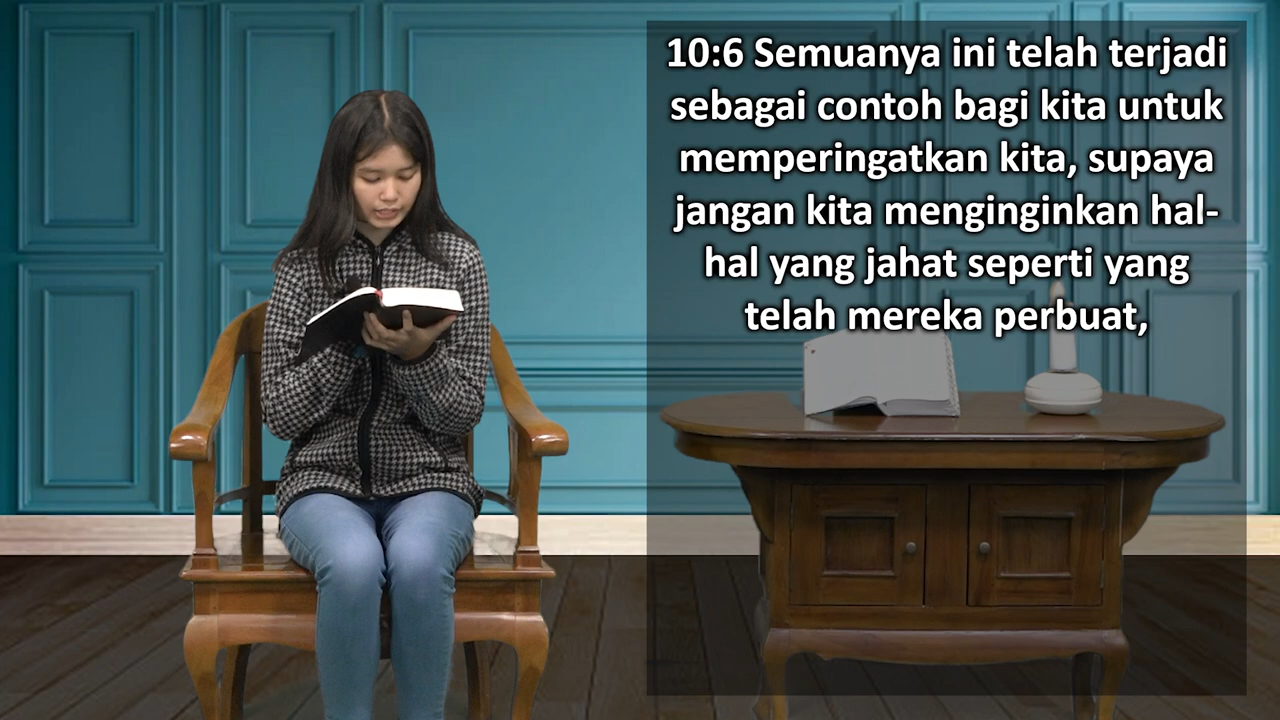 10:6 Semuanya ini telah terjadi
sebagai contoh bagi kita untuk
memperingatkan kita, supaya
jangan kita menginginkan hal-
hal yang jahat seperti yang
telah mereka perbuat,